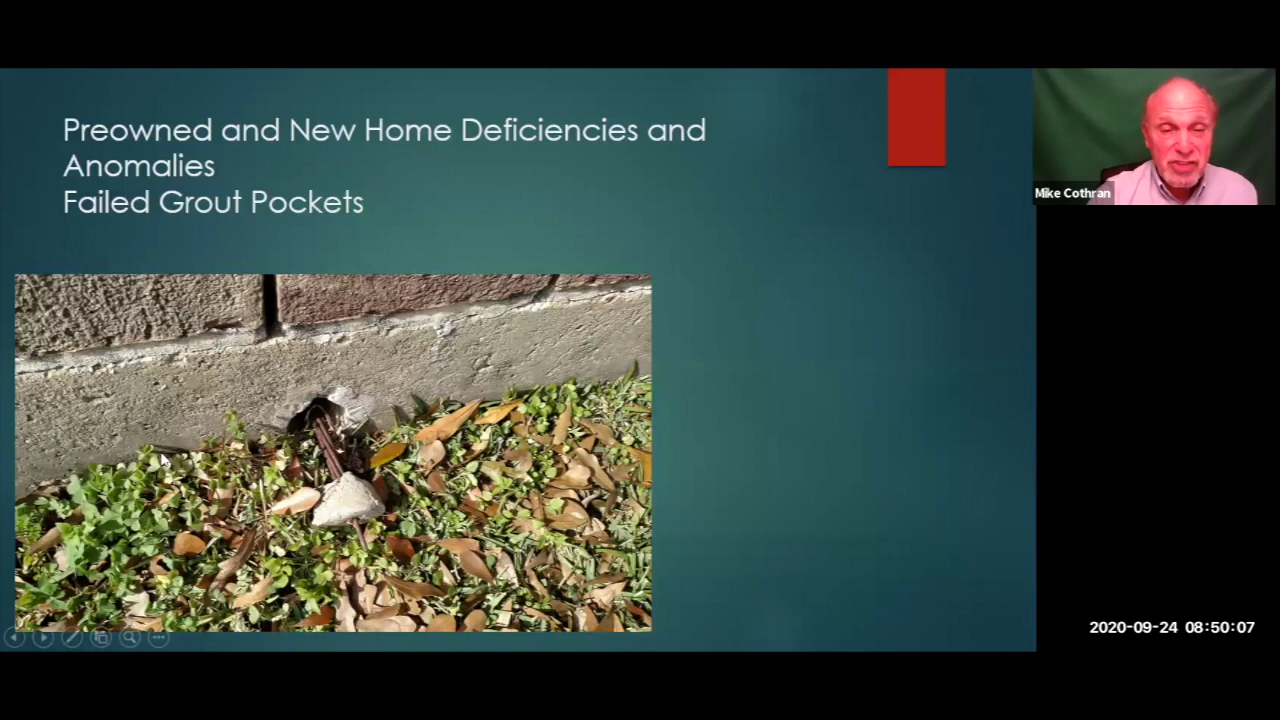 Preowned and New Home Deficiencies and
Anomalies
Failed Grout Pockets
Mike Cothran
2020-09-24 08:50:07